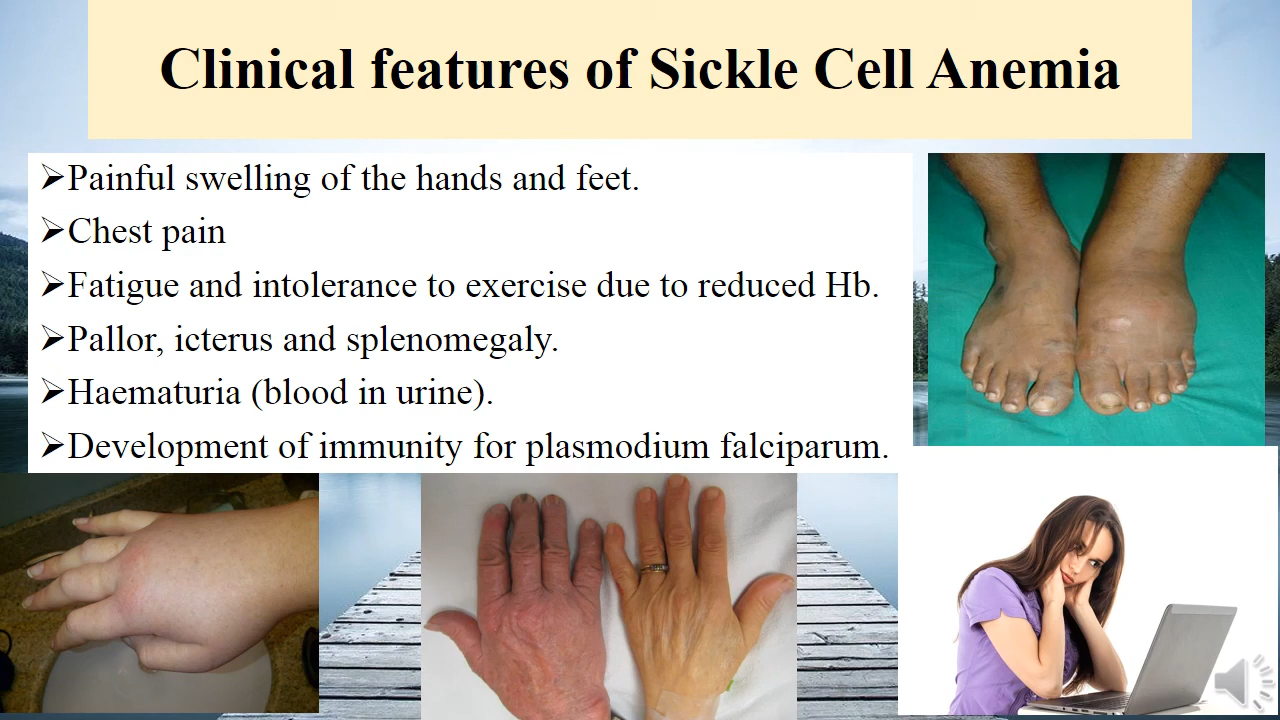 Clinical features of Sickle Cell Anemia
➢Painful swelling of the hands and feet.
➢Chest pain
➢Fatigue and intolerance to exercise due to reduced Hb.
➢Pallor, icterus and splenomegaly.
➢Haematuria (blood in urine).
➢Development of immunity for plasmodium falciparum.